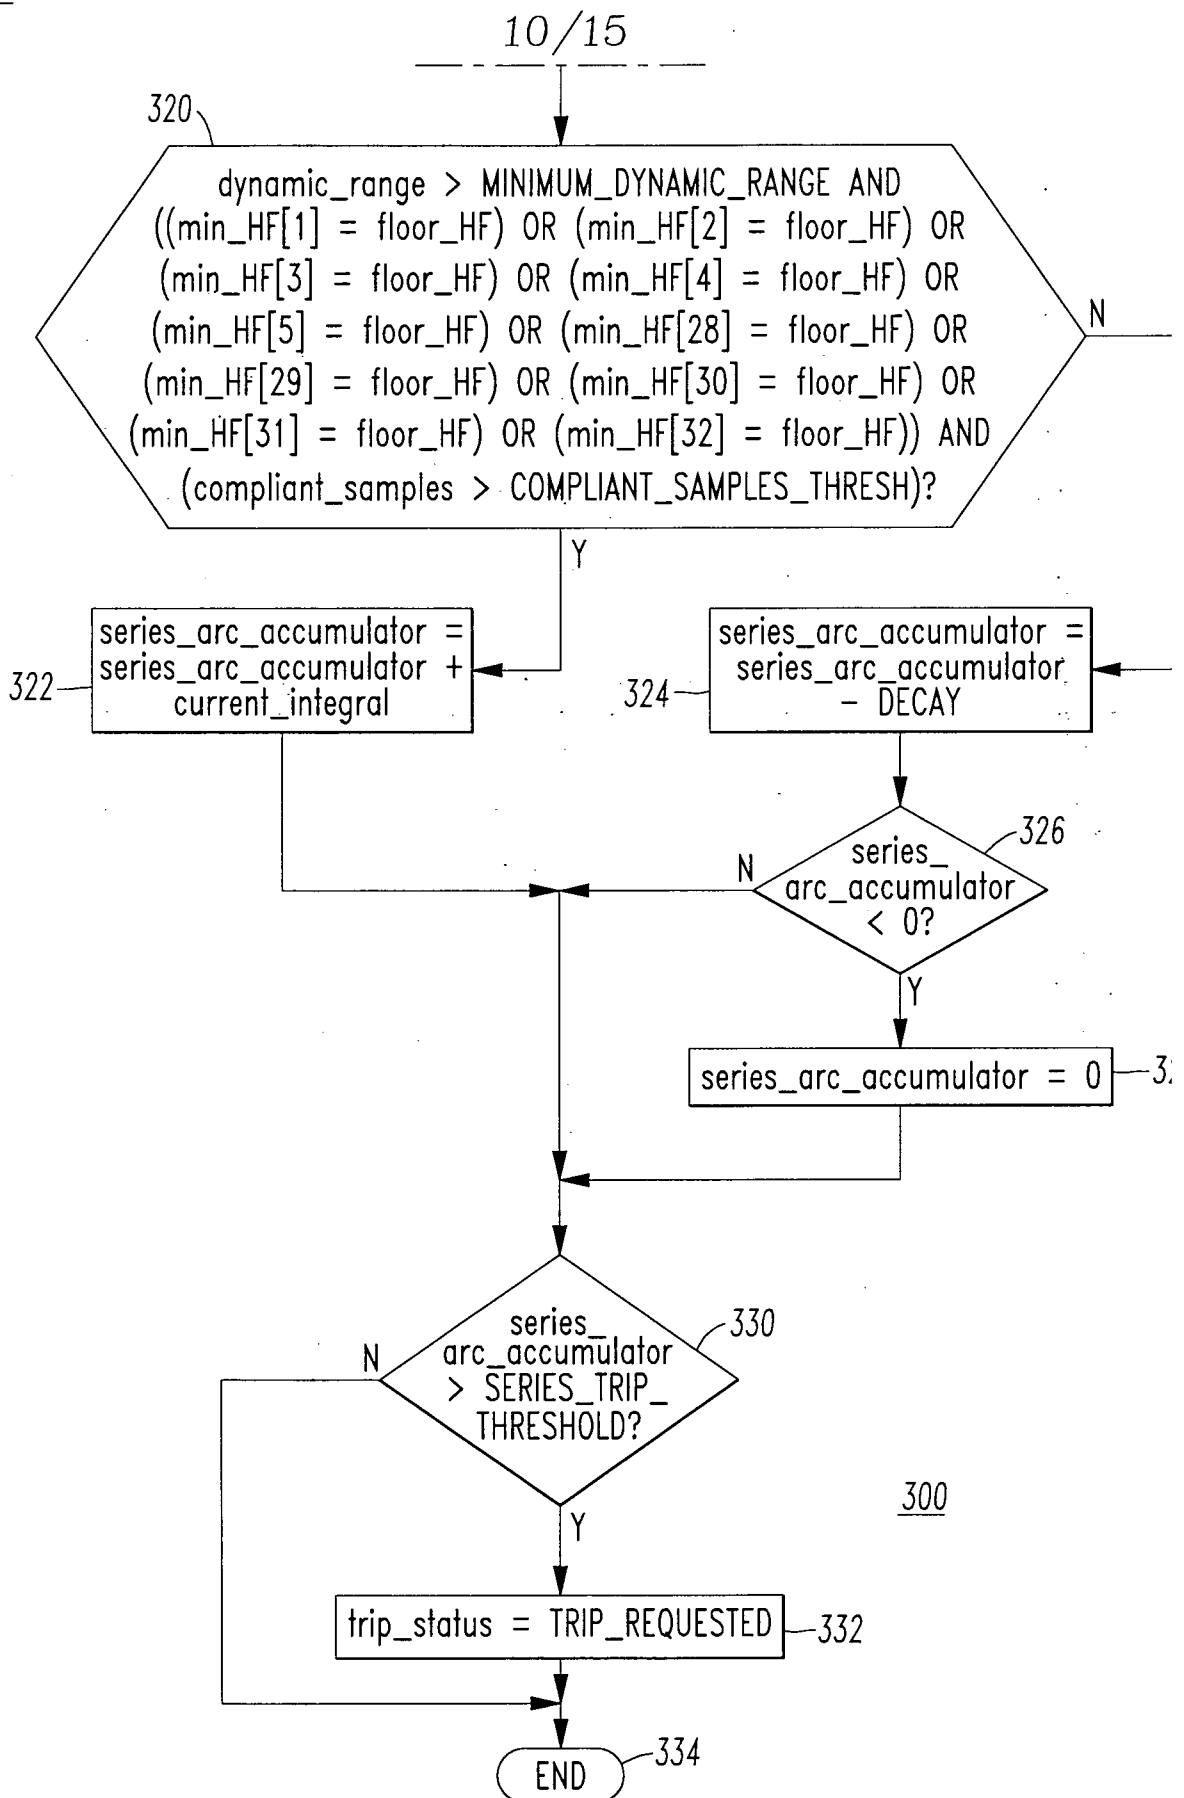 10/15
320
dynamic_range > MINIMUM_DYNAMIC_RANGE AND
((min_HF[1] = floor_HF) OR (min_HF[2] = floor_HF) OR
(min_HF[3] = floor_HF) OR (min_HF[4] = floor_HF) OR
(min_HF[5] = floor_HF) OR (min_HF[28] = floor_HF) OR
(min_HF[29] = floor_HF) OR (min_HF[30] = floor_HF) OR
(min_HF[31] = floor_HF) OR (min_HF[32] = floor_HF)) AND
(compliant_samples > COMPLIANT_SAMPLES_THRESH)?
N
Y
series_arc_accumulator =
series_arc_accumulator +
current_integral
322
series_arc_accumulator =
series_arc_accumulator
- DECAY
324
326
series_
arc_accumulator
< 0?
N
Y
series_arc_accumulator = 0
330
series_
arc_accumulator
> SERIES_TRIP_
THRESHOLD?
N
Y
300
trip_status = TRIP_REQUESTED
332
END
334